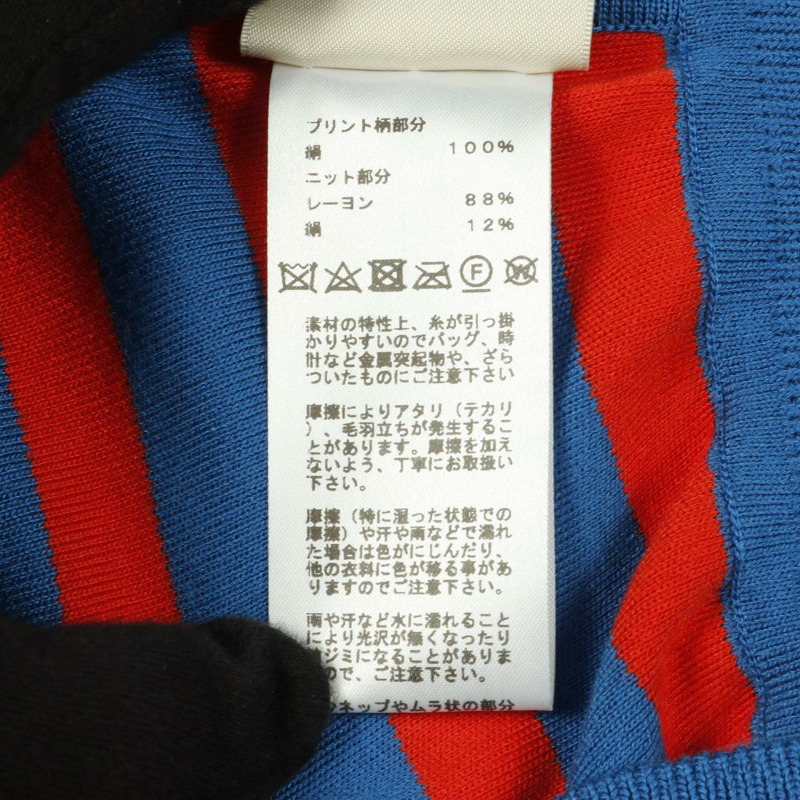 プリント柄部分
絹 100%
ニット部分
レーヨン 88%
絹 12%
F
W
素材の特性上、糸が引っ掛
かりやすいのでバッグ、時
計など金属突起物や、ざら
ついたものにご注意下さい
摩擦によりアタリ（テカリ
）、毛羽立ちが発生するこ
とがあります。摩擦を加え
ないよう、丁寧にお取扱い
下さい。
摩擦（特に湿った状態での
摩擦）や汗や雨などで濡れ
た場合は色がにじんだり、
他の衣料に色が移る事があ
りますのでご注意下さい。
雨や汗など水に濡れること
により光沢が無くなったり
ジミになることがありま
ので、ご注意下さい。
ネップやムラ状の部分